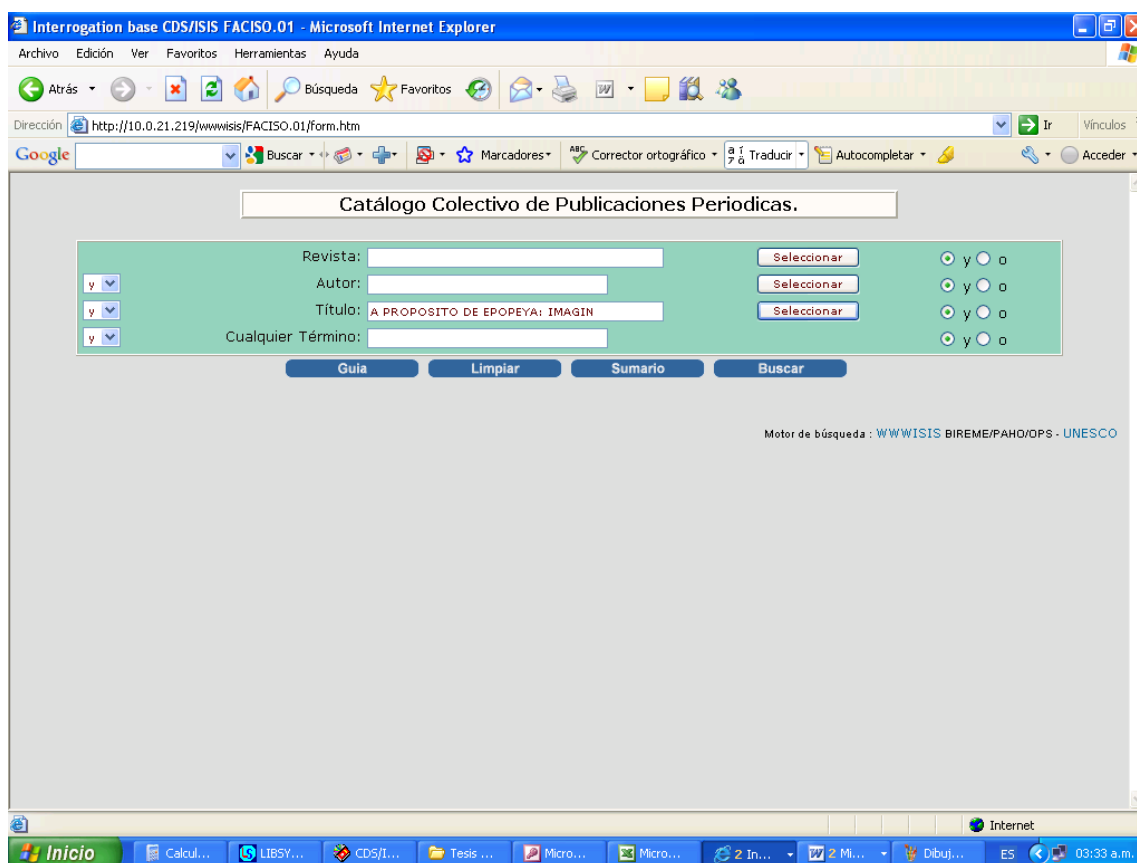 Interrogation base CDS/ISIS FACISO.01 - Microsoft Internet Explorer
Archivo Edición Ver Favoritos Herramientas Ayuda
Atrás Búsqueda Favoritos
Dirección http://10.0.21.219/wwwisis/FACISO.01/form.htm Ir Vínculos
Google Buscar Marcadores ABC Corrector ortográfico Traducir Autocompletar Acceder
Catálogo Colectivo de Publicaciones Periodicas.
Revista: Seleccionar y o
y Autor: Seleccionar y o
y Título: A PROPOSITO DE EPOPEYA: IMAGIN Seleccionar y o
y Cualquier Término: y o
Guia Limpiar Sumario Buscar
Motor de búsqueda : WWWISIS BIREME/PAHO/OPS - UNESCO
Internet
Inicio Calcul... LIBSY... CDS/I... Tesis ... Micro... Micro... 2 In... 2 Mi... Dibuj... ES 03:33 a.m.